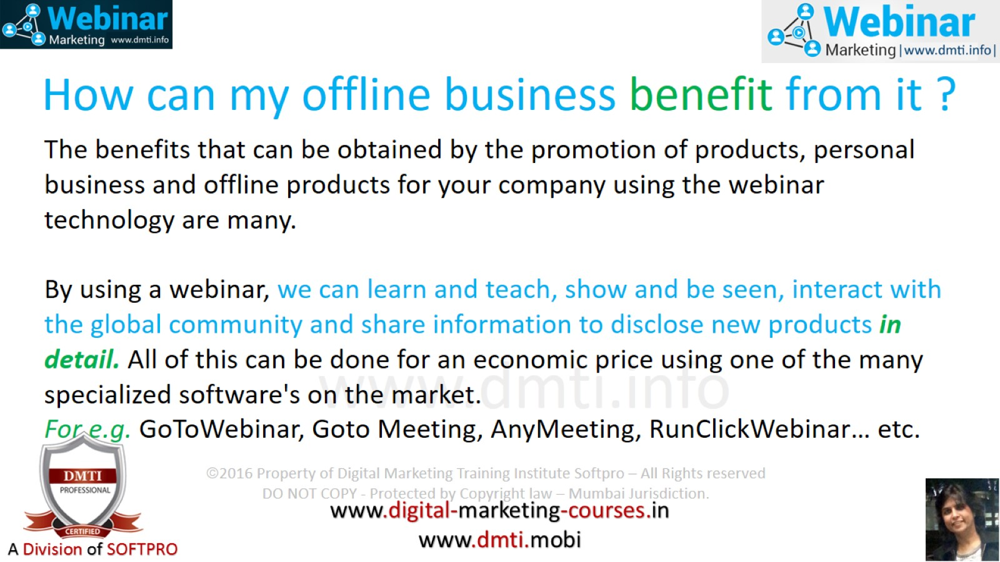 Webinar
Marketing www.dmti.info
Webinar
Marketing|www.dmti.info|
How can my offline business benefit from it ?
The benefits that can be obtained by the promotion of products, personal
business and offline products for your company using the webinar
technology are many.
By using a webinar, we can learn and teach, show and be seen, interact with
the global community and share information to disclose new products in
detail. All of this can be done for an economic price using one of the many
specialized software's on the market.
www.dmti.info
For e.g. GoToWebinar, Goto Meeting, AnyMeeting, RunClickWebinar... etc.
DMTI
PROFESSIONAL
CERTIFIED
A Division of SOFTPRO
©2016 Property of Digital Marketing Training Institute Softpro – All Rights reserved
DO NOT COPY - Protected by Copyright law – Mumbai Jurisdiction.
www.digital-marketing-courses.in
www.dmti.mobi